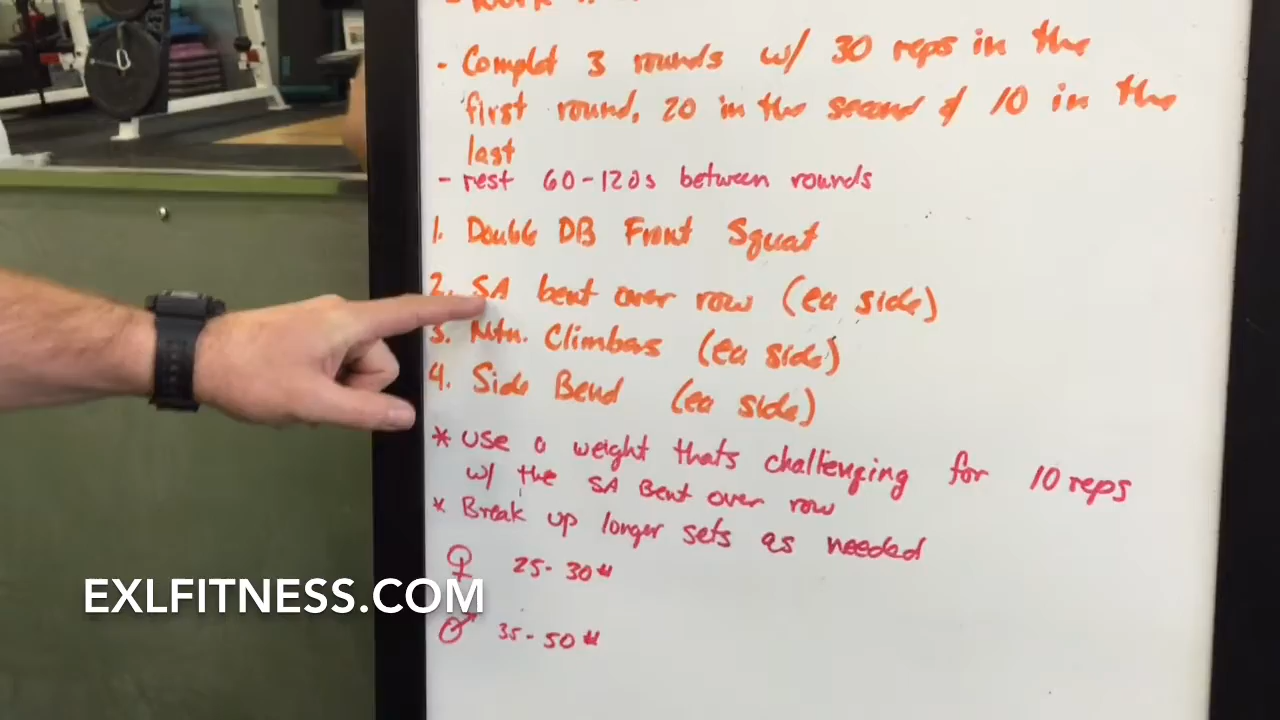 - Complet 3 rounds w/ 30 reps in the
first round, 20 in the second & 10 in the
last
- rest 60-120s between rounds
1. Double DB Front Squat
2. SA bent over row (ea side)
3. Mtn. Climbers (ea side)
4. Side Bend (ea side)
* use a weight thats challenging for 10 reps
w/ the SA Bent over row
* Break up longer sets as needed
♀ 25-30#
EXLFITNESS.COM
♂ 35-50#